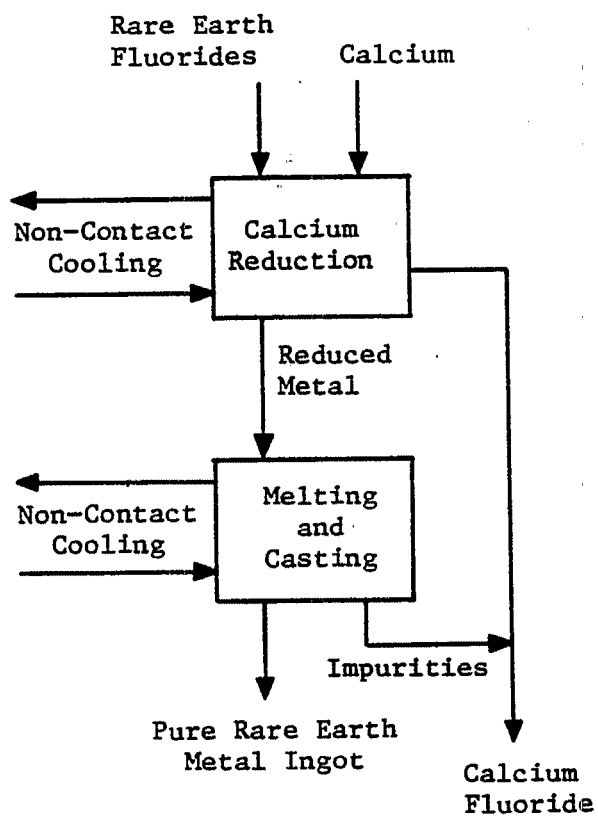 Rare Earth
Fluorides
Calcium
Non-Contact
Cooling
Calcium
Reduction
Reduced
Metal
Non-Contact
Cooling
Melting
and
Casting
Impurities
Pure Rare Earth
Metal Ingot
Calcium
Fluoride